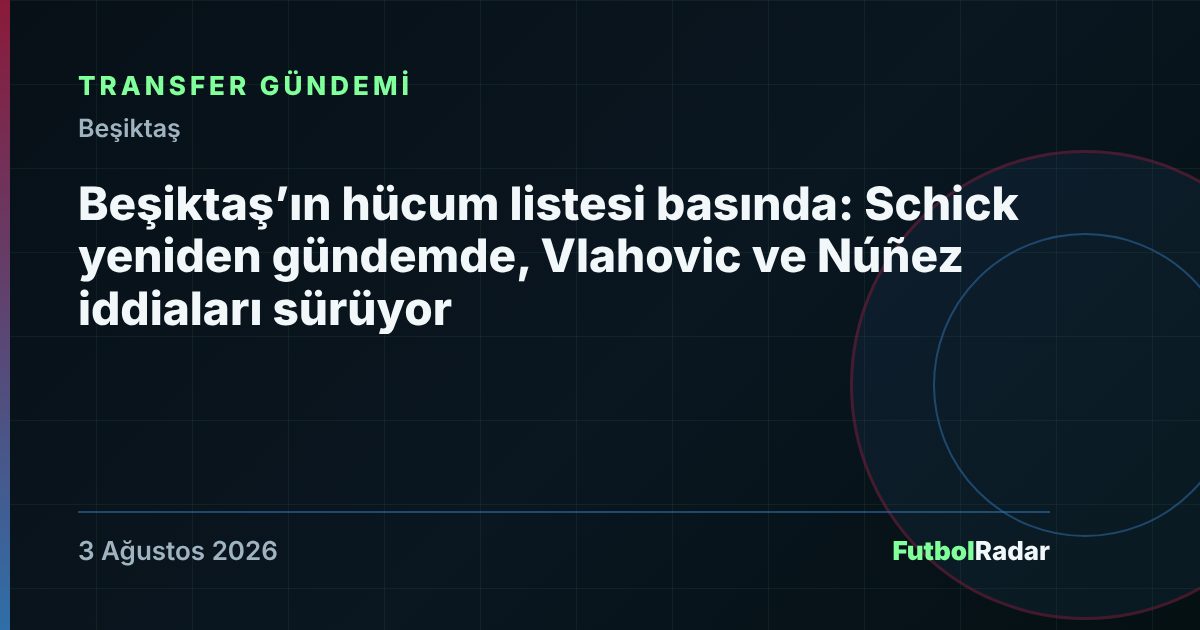 TRANSFER GÜNDEMİ
Beşiktaş
Beşiktaş’ın hücum listesi basında: Schick
yeniden gündemde, Vlahovic ve Núñez
iddiaları sürüyor
3 Ağustos 2026
FutbolRadar